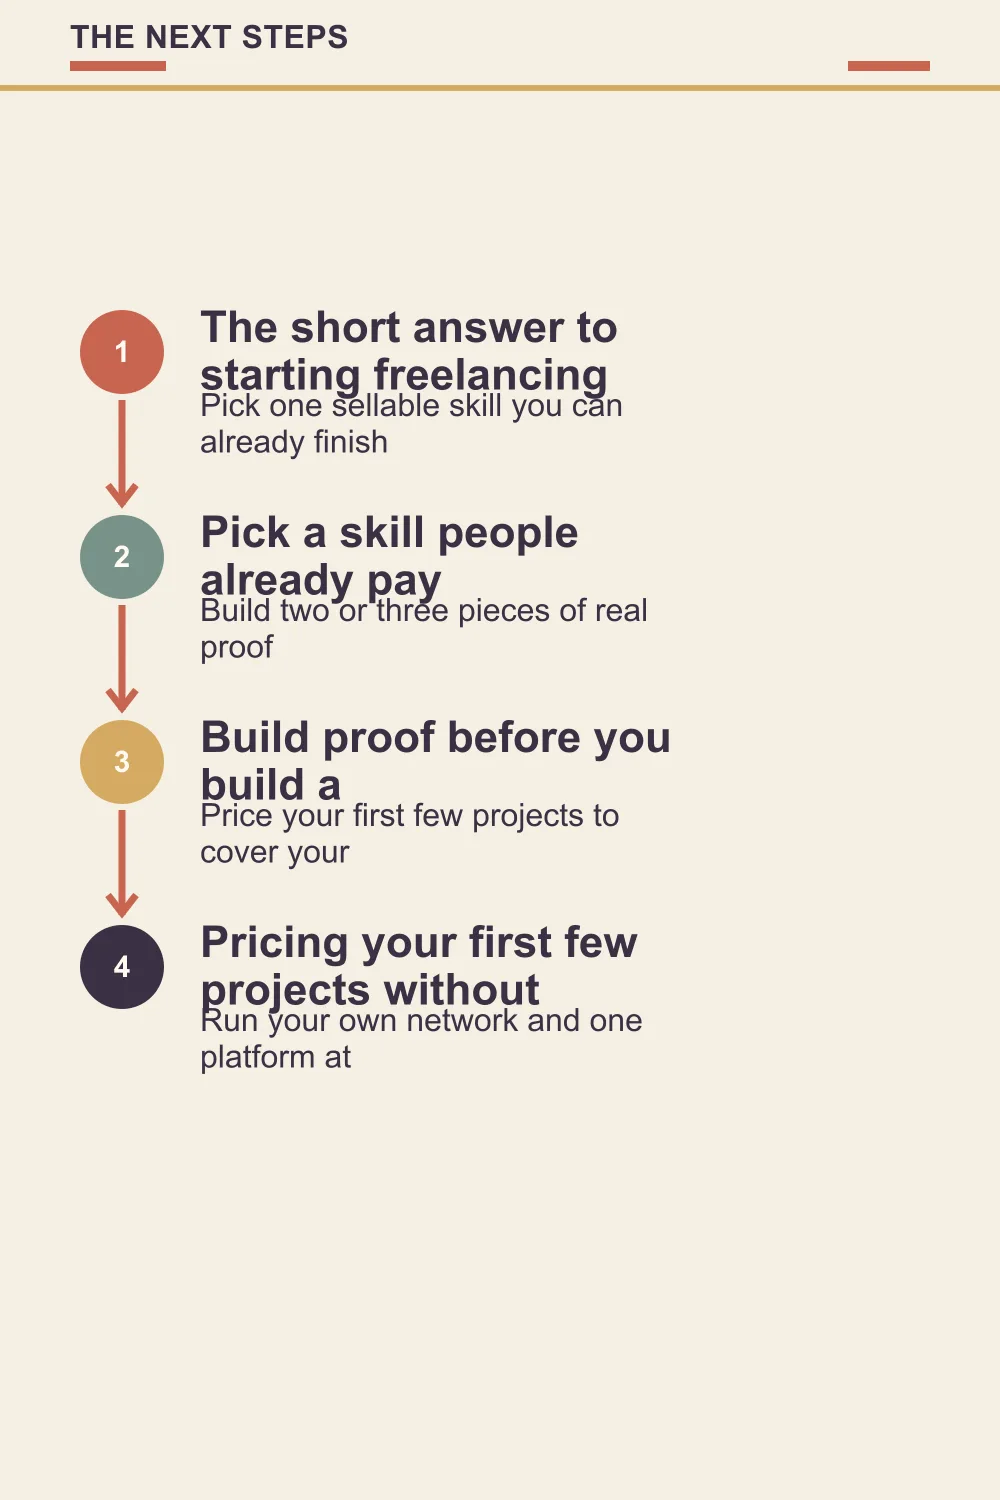 THE NEXT STEPS
1
The short answer to
starting freelancing
Pick one sellable skill you can
already finish
2
Pick a skill people
already pay
Build two or three pieces of real
proof
3
Build proof before you
build a
Price your first few projects to
cover your
4
Pricing your first few
projects without
Run your own network and one
platform at